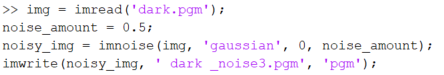 >> img = imread('dark.pgm');
noise_amount = 0.5;
noisy_img = imnoise(img, 'gaussian', 0, noise_amount);
imwrite(noisy_img, ' dark _noise3.pgm', 'pgm');